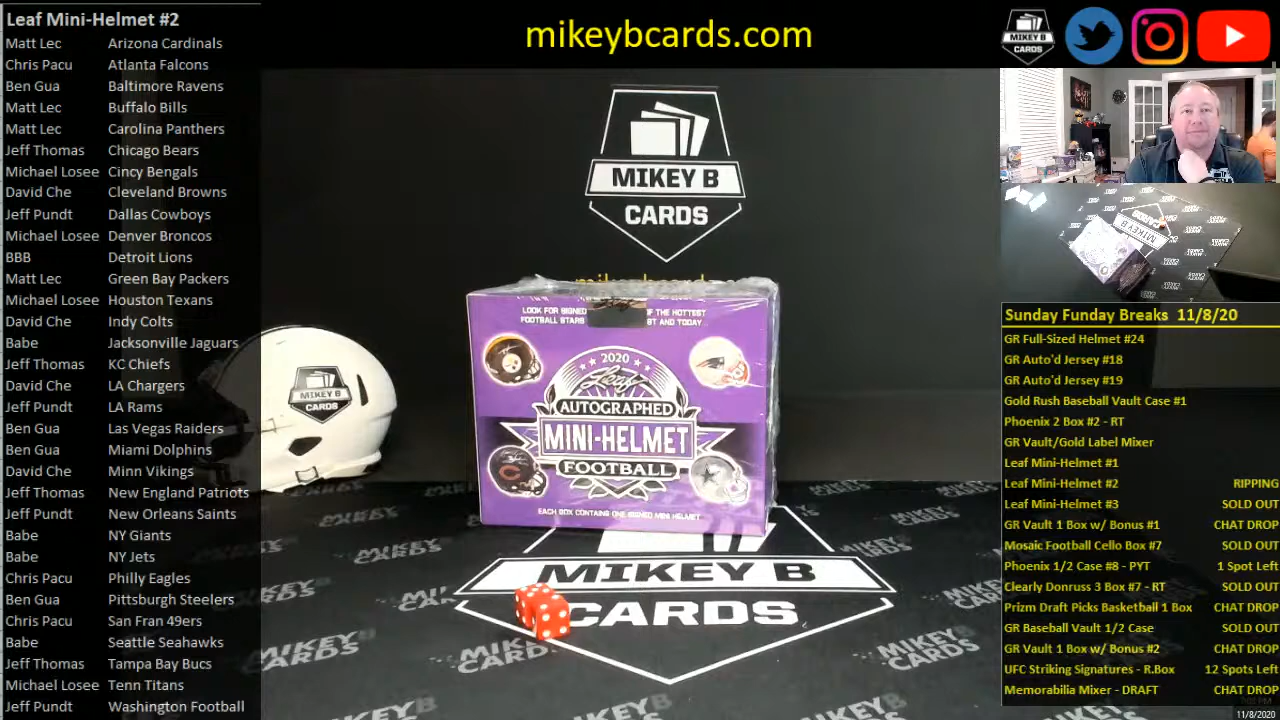 Leaf Mini-Helmet #2
Matt Lec Arizona Cardinals
Chris Pacu Atlanta Falcons
Ben Gua Baltimore Ravens
Matt Lec Buffalo Bills
Matt Lec Carolina Panthers
Jeff Thomas Chicago Bears
Michael Losee Cincy Bengals
David Che Cleveland Browns
Jeff Pundt Dallas Cowboys
Michael Losee Denver Broncos
BBB Detroit Lions
Matt Lec Green Bay Packers
Michael Losee Houston Texans
David Che Indy Colts
Babe Jacksonville Jaguars
Jeff Thomas KC Chiefs
David Che LA Chargers
Jeff Pundt LA Rams
Ben Gua Las Vegas Raiders
Ben Gua Miami Dolphins
David Che Minn Vikings
Jeff Thomas New England Patriots
Jeff Pundt New Orleans Saints
Babe NY Giants
Babe NY Jets
Chris Pacu Philly Eagles
Ben Gua Pittsburgh Steelers
Chris Pacu San Fran 49ers
Babe Seattle Seahawks
Jeff Thomas Tampa Bay Bucs
Michael Losee Tenn Titans
Jeff Pundt Washington Football
mikeybcards.com
MIKEY B
CARDS
MIKEY B
CARDS
LOOK FOR SIGNED OF THE HOTTEST
FOOTBALL STARS AND TODAY...
2020
Leaf
AUTOGRAPHED
MINI-HELMET
FOOTBALL
EACH BOX CONTAINS ONE SIGNED MINI HELMET
MIKEY B
CARDS
MIKEY B
CARDS
MIKEY B
CARDS
Sunday Funday Breaks 11/8/20
GR Full-Sized Helmet #24
GR Auto'd Jersey #18
GR Auto'd Jersey #19
Gold Rush Baseball Vault Case #1
Phoenix 2 Box #2 - RT
GR Vault/Gold Label Mixer
Leaf Mini-Helmet #1
Leaf Mini-Helmet #2 RIPPING
Leaf Mini-Helmet #3 SOLD OUT
GR Vault 1 Box w/ Bonus #1 CHAT DROP
Mosaic Football Cello Box #7 SOLD OUT
Phoenix 1/2 Case #8 - PYT 1 Spot Left
Clearly Donruss 3 Box #7 - RT SOLD OUT
Prizm Draft Picks Basketball 1 Box CHAT DROP
GR Baseball Vault 1/2 Case SOLD OUT
GR Vault 1 Box w/ Bonus #2 CHAT DROP
UFC Striking Signatures - R.Box 12 Spots Left
Memorabilia Mixer - DRAFT CHAT DROP
11/8/2020